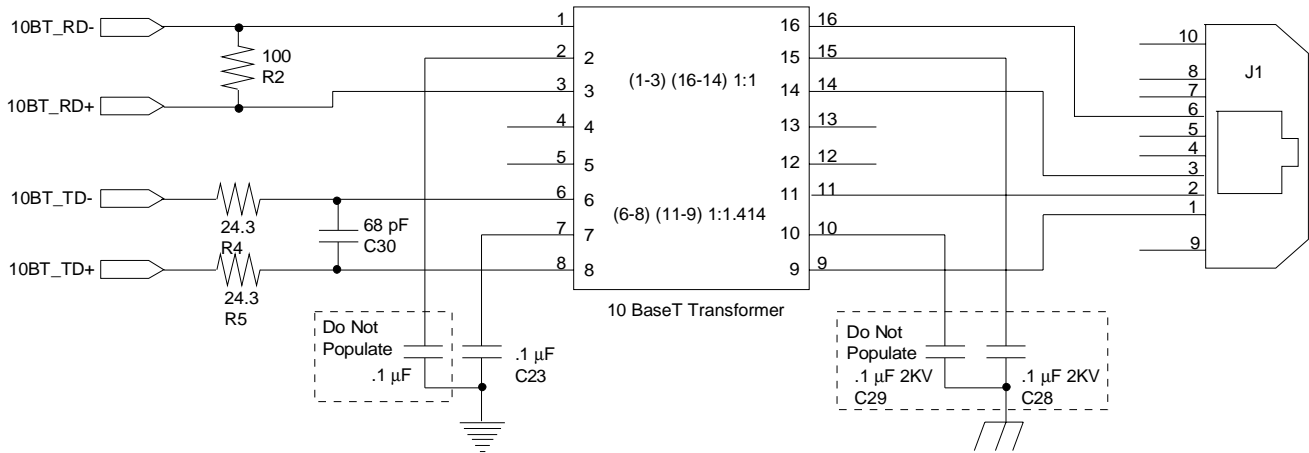 10BT_RD-
100
R2
10BT_RD+
10BT_TD-
24.3
R4
68 pF
C30
10BT_TD+
24.3
R5
1
2
3
4
5
6
7
8
1
2
3
4
5
6
7
8
(1-3) (16-14) 1:1
(6-8) (11-9) 1:1.414
16
15
14
13
12
11
10
9
16
15
14
13
12
11
10
9
10 BaseT Transformer
Do Not
Populate
.1 µF
.1 µF
C23
Do Not
Populate
.1 µF 2KV
C29
.1 µF 2KV
C28
J1
10
8
7
6
5
4
3
2
1
9